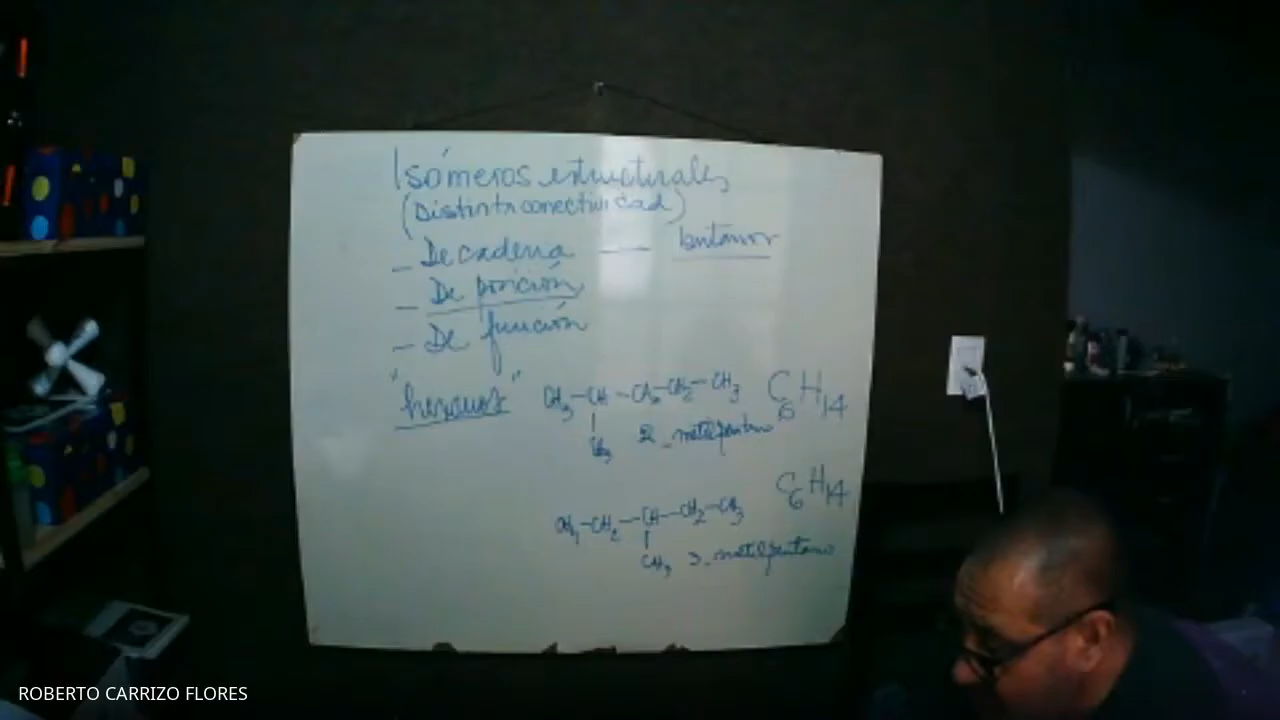 Isómeros estructurales
(Distinta conectividad)
_ De cadena — butanos
_ De posición
_ De función
"hexanos" CH3-CH-CH2-CH2-CH3 C6H14
CH3 2_metilpentano
C6H14
CH3-CH2-CH-CH2-CH3
CH3 3_metilpentano
ROBERTO CARRIZO FLORES